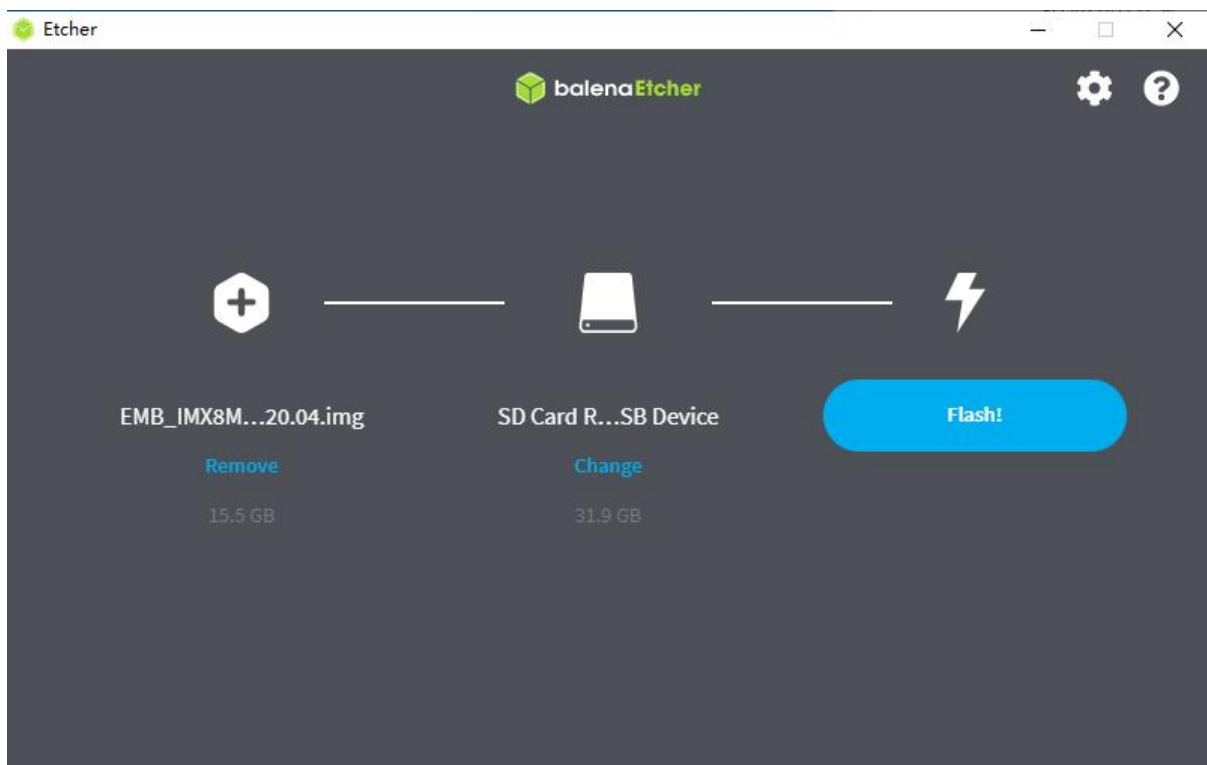 Etcher
balenaEtcher
EMB_IMX8M...20.04.img
SD Card R...SB Device
Flash!
Remove
Change
15.5 GB
31.9 GB